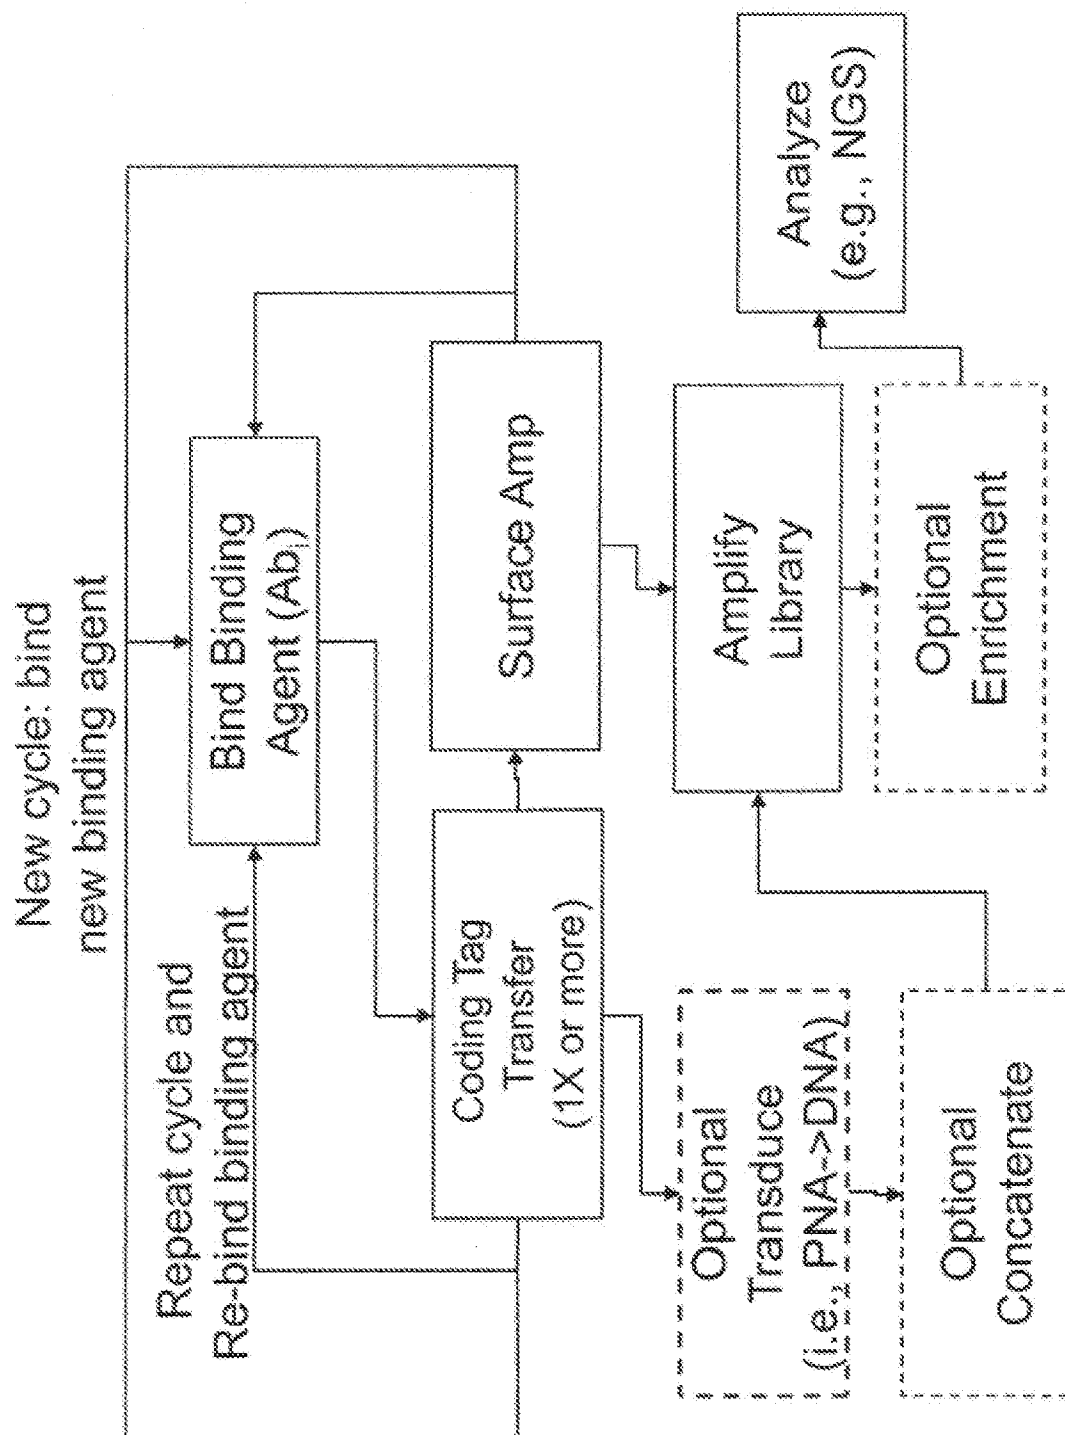 New cycle: bind
new binding agent
Repeat cycle and
Re-bind binding agent
Bind Binding
Agent (Abi)
Coding Tag
Transfer
(1X or more)
Surface Amp
Optional
Transduce
(i.e., PNA->DNA)
Amplify
Library
Analyze
(e.g., NGS)
Optional
Concatenate
Optional
Enrichment